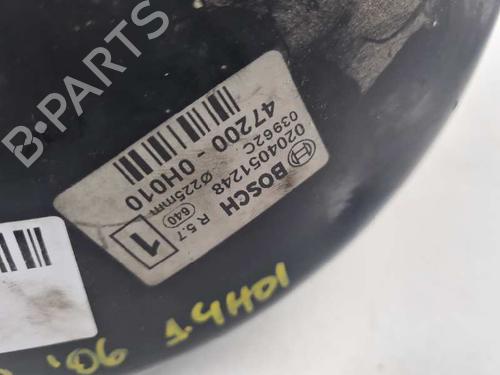 B-PARTS
0204051248
03962C
BOSCH
47200 - 0H010
Ø225mm
R 5.7
640
1
'06 1.4HDI